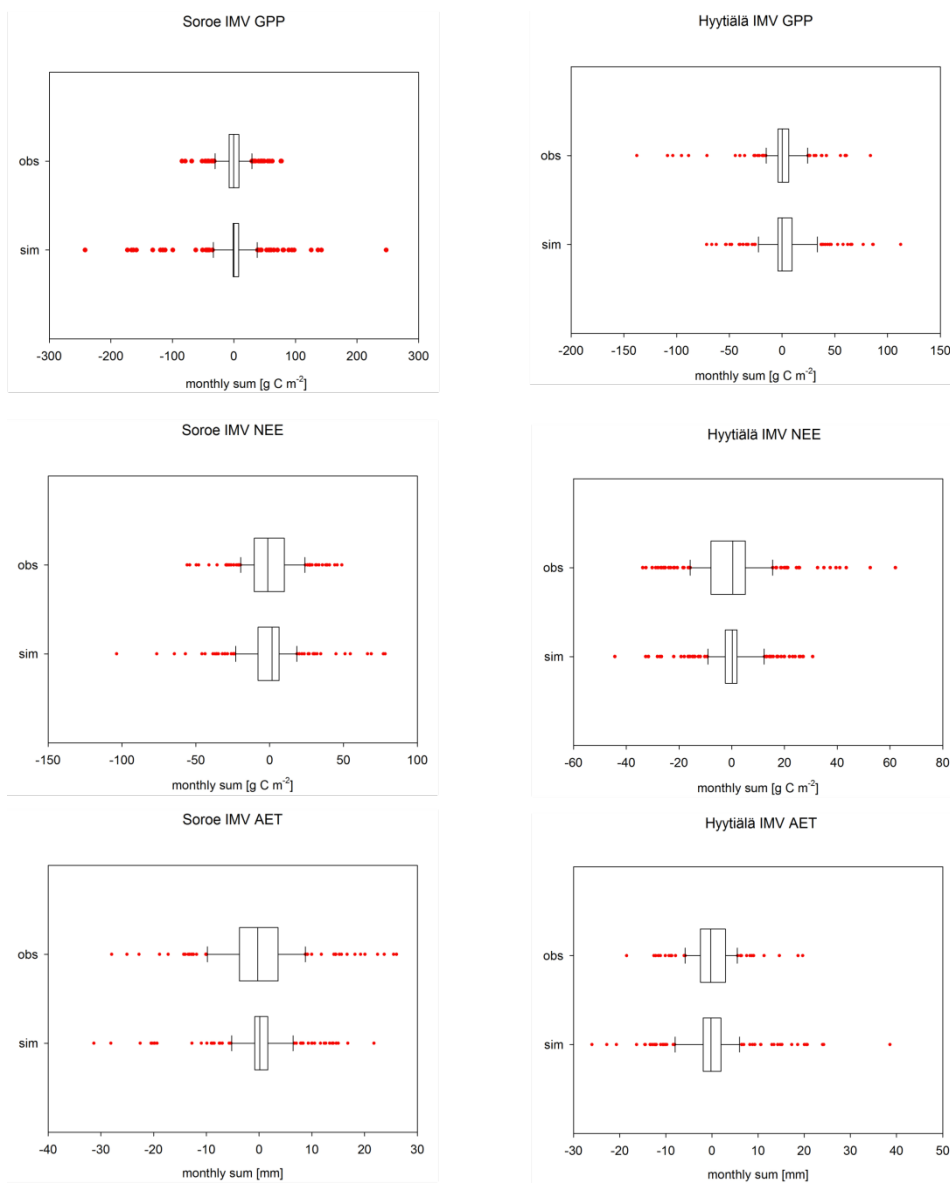 Soroe IMV GPP
obs
sim
-300 -200 -100 0 100 200 300
monthly sum [g C m⁻²]
Hyytiälä IMV GPP
obs
sim
-200 -150 -100 -50 0 50 100 150
monthly sum [g C m⁻²]
Soroe IMV NEE
obs
sim
-150 -100 -50 0 50 100
monthly sum [g C m⁻²]
Hyytiälä IMV NEE
obs
sim
-60 -40 -20 0 20 40 60 80
monthly sum [g C m⁻²]
Soroe IMV AET
obs
sim
-40 -30 -20 -10 0 10 20 30
monthly sum [mm]
Hyytiälä IMV AET
obs
sim
-30 -20 -10 0 10 20 30 40 50
monthly sum [mm]